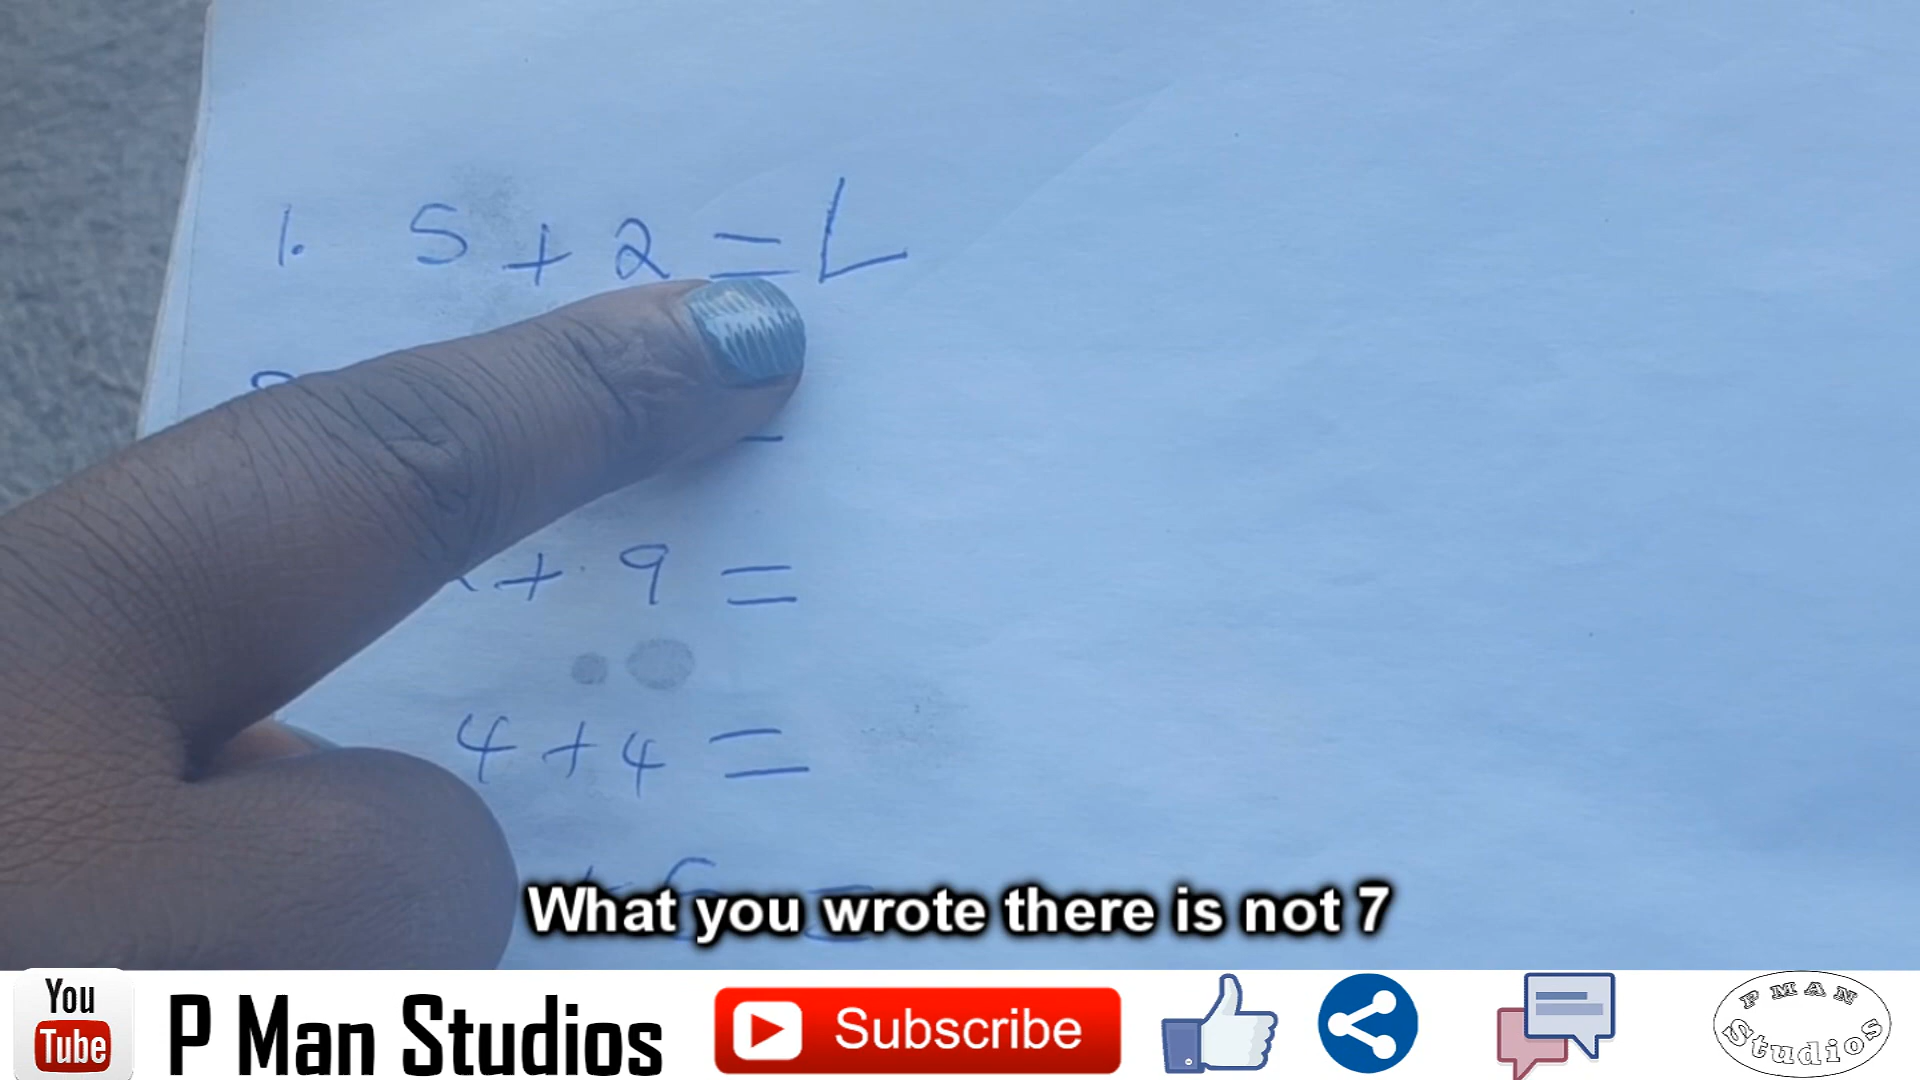 1. 5 + 2 = L
+ 9 =
4 + 4 =
+ 6 =
What you wrote there is not 7
You Tube
P Man Studios
Subscribe
P MAN Studios